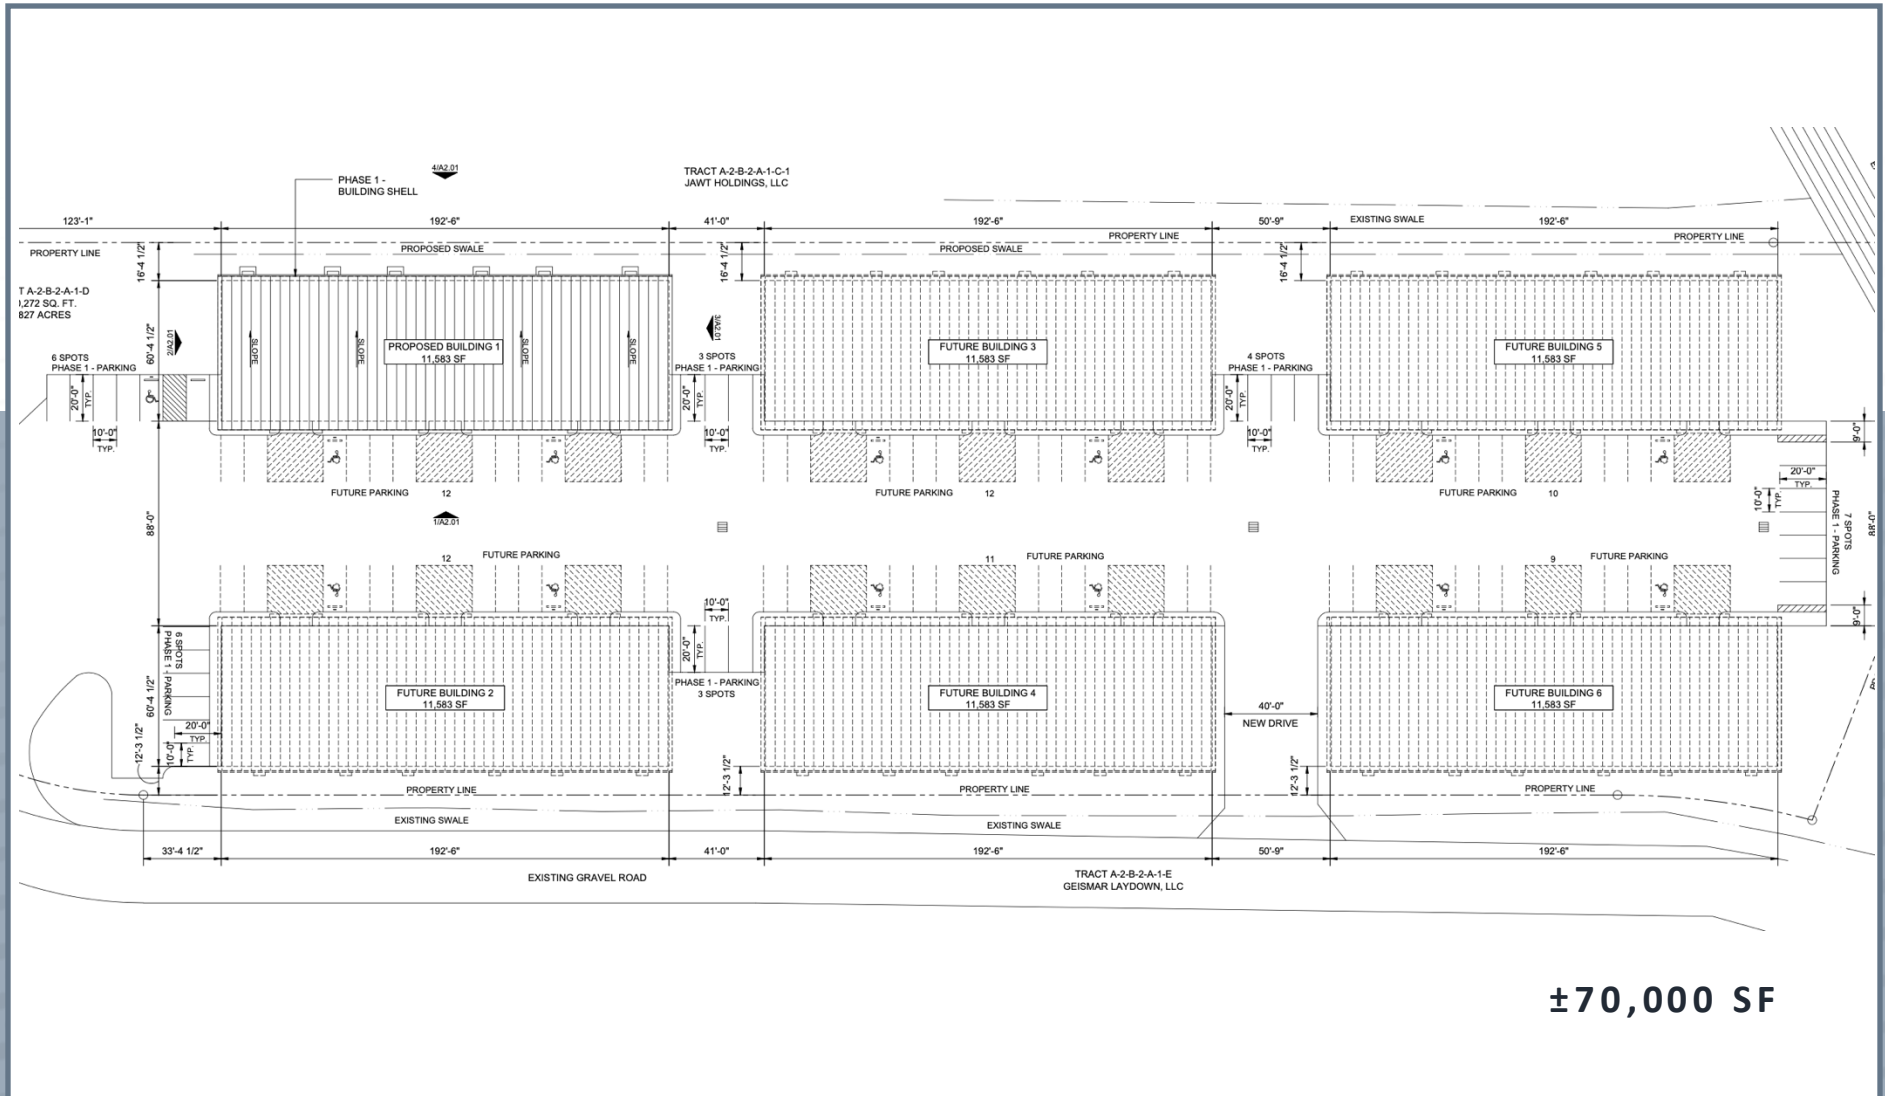 4/A2.01
TRACT A-2-B-2-A-1-C-1
JAWT HOLDINGS, LLC
PHASE 1 -
BUILDING SHELL
123'-1"
192'-6"
41'-0"
192'-6"
50'-9"
EXISTING SWALE
192'-6"
PROPERTY LINE
PROPOSED SWALE
PROPOSED SWALE
PROPERTY LINE
PROPERTY LINE
16'-4 1/2"
16'-4 1/2"
16'-4 1/2"
T A-2-B-2-A-1-D
,272 SQ. FT.
827 ACRES
60'-4 1/2"
2/A2.01
SLOPE
SLOPE
SLOPE
SLOPE
3/A2.01
PROPOSED BUILDING 1
11,583 SF
FUTURE BUILDING 3
11,583 SF
FUTURE BUILDING 5
11,583 SF
6 SPOTS
PHASE 1 - PARKING
3 SPOTS
PHASE 1 - PARKING
4 SPOTS
PHASE 1 - PARKING
20'-0"
TYP.
20'-0"
TYP.
20'-0"
TYP.
10'-0"
TYP.
10'-0"
TYP.
10'-0"
TYP.
9'-0"
20'-0"
TYP.
FUTURE PARKING 12
FUTURE PARKING 12
FUTURE PARKING 10
10'-0"
TYP.
7 SPOTS
PHASE 1 - PARKING
88'-0"
88'-0"
1/A2.01
12 FUTURE PARKING
11 FUTURE PARKING
9 FUTURE PARKING
10'-0"
TYP.
9'-0"
20'-0"
TYP.
6 SPOTS
PHASE 1 - PARKING
PHASE 1 - PARKING
3 SPOTS
60'-4 1/2"
FUTURE BUILDING 2
11,583 SF
FUTURE BUILDING 4
11,583 SF
FUTURE BUILDING 6
11,583 SF
40'-0"
NEW DRIVE
20'-0"
TYP.
10'-0"
TYP.
12'-3 1/2"
12'-3 1/2"
12'-3 1/2"
PROPERTY LINE
PROPERTY LINE
PROPERTY LINE
EXISTING SWALE
EXISTING SWALE
33'-4 1/2"
192'-6"
41'-0"
192'-6"
50'-9"
192'-6"
EXISTING GRAVEL ROAD
TRACT A-2-B-2-A-1-E
GEISMAR LAYDOWN, LLC
±70,000 SF